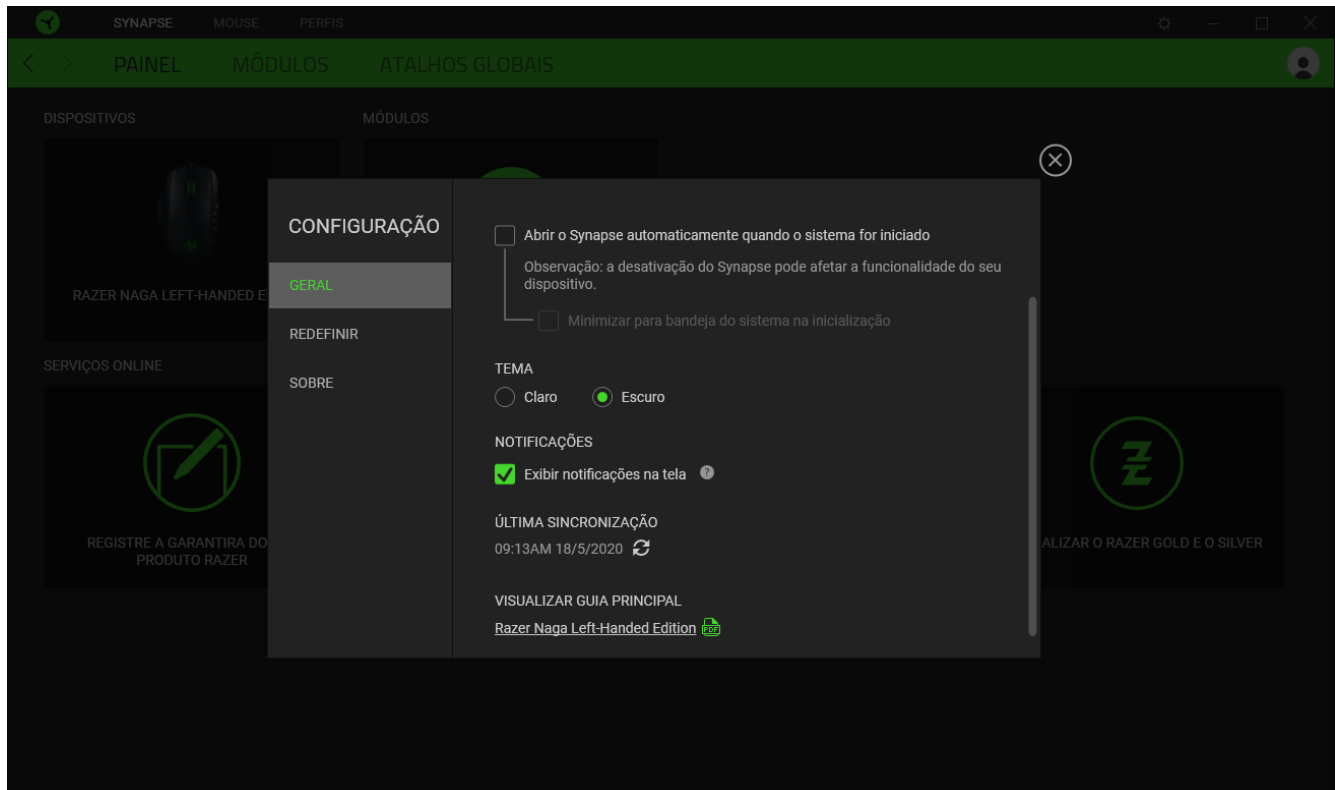 SYNAPSE MOUSE PERFIS
PAINEL MÓDULOS ATALHOS GLOBAIS
DISPOSITIVOS MÓDULOS
RAZER NAGA LEFT-HANDED E
SERVIÇOS ONLINE
REGISTRE A GARANTIRA DO
PRODUTO RAZER
ALIZAR O RAZER GOLD E O SILVER
CONFIGURAÇÃO
GERAL
REDEFINIR
SOBRE
Abrir o Synapse automaticamente quando o sistema for iniciado
Observação: a desativação do Synapse pode afetar a funcionalidade do seu
dispositivo.
Minimizar para bandeja do sistema na inicialização
TEMA
Claro Escuro
NOTIFICAÇÕES
Exibir notificações na tela ?
ÚLTIMA SINCRONIZAÇÃO
09:13AM 18/5/2020
VISUALIZAR GUIA PRINCIPAL
Razer Naga Left-Handed Edition PDF